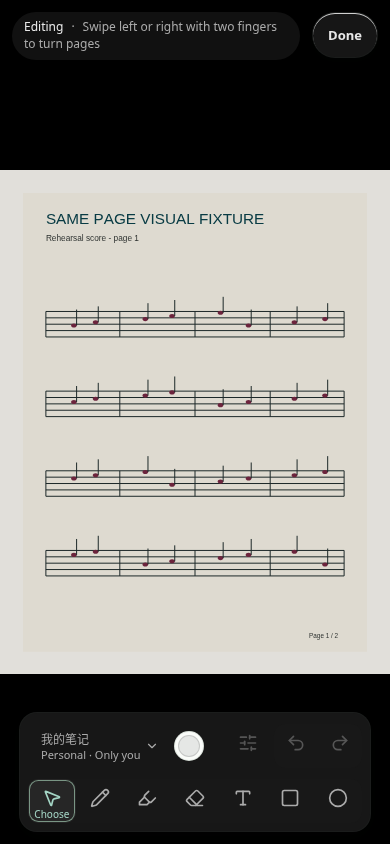 Editing · Swipe left or right with two fingers
to turn pages
Done
SAME PAGE VISUAL FIXTURE
Rehearsal score - page 1
Page 1 / 2
我的笔记
Personal · Only you
Choose